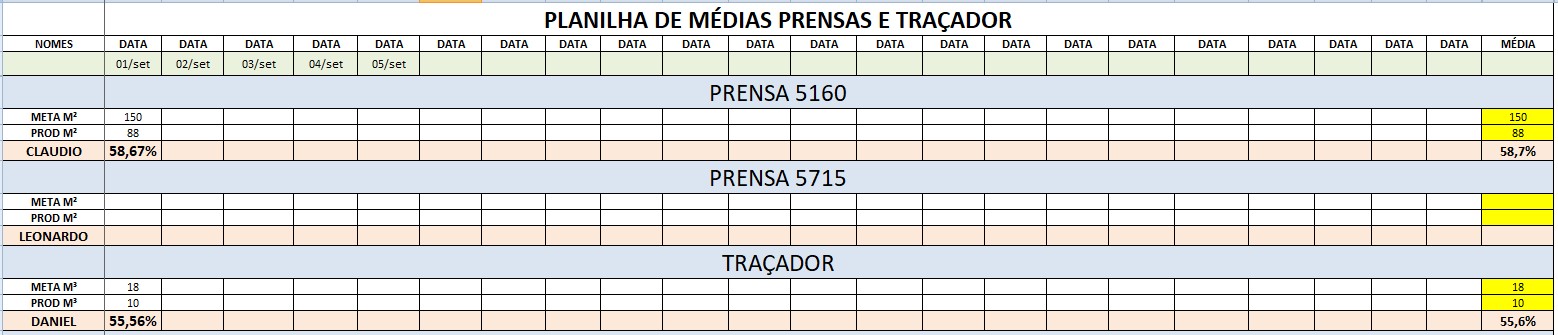 PLANILHA DE MÉDIAS PRENSAS E TRAÇADOR
NOMES DATA DATA DATA DATA DATA DATA DATA DATA DATA DATA DATA DATA DATA DATA DATA DATA DATA DATA DATA DATA DATA DATA MÉDIA
01/set 02/set 03/set 04/set 05/set
PRENSA 5160
META M² 150 150
PROD M² 88 88
CLAUDIO 58,67% 58,7%
PRENSA 5715
META M²
PROD M²
LEONARDO
TRAÇADOR
META M³ 18 18
PROD M³ 10 10
DANIEL 55,56% 55,6%